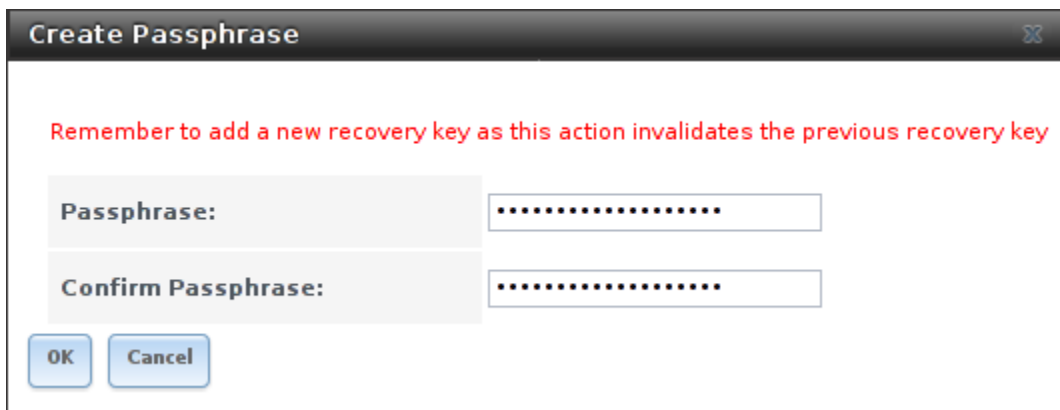 Create Passphrase
Remember to add a new recovery key as this action invalidates the previous recovery key
Passphrase: •••••••••••••••••••
Confirm Passphrase: •••••••••••••••••••
OK Cancel